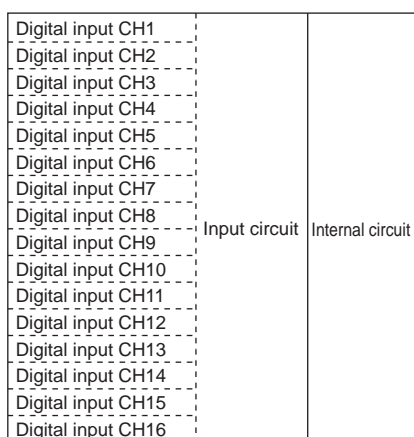 Digital input CH1
Digital input CH2
Digital input CH3
Digital input CH4
Digital input CH5
Digital input CH6
Digital input CH7
Digital input CH8
Digital input CH9
Digital input CH10
Digital input CH11
Digital input CH12
Digital input CH13
Digital input CH14
Digital input CH15
Digital input CH16
Input circuit
Internal circuit